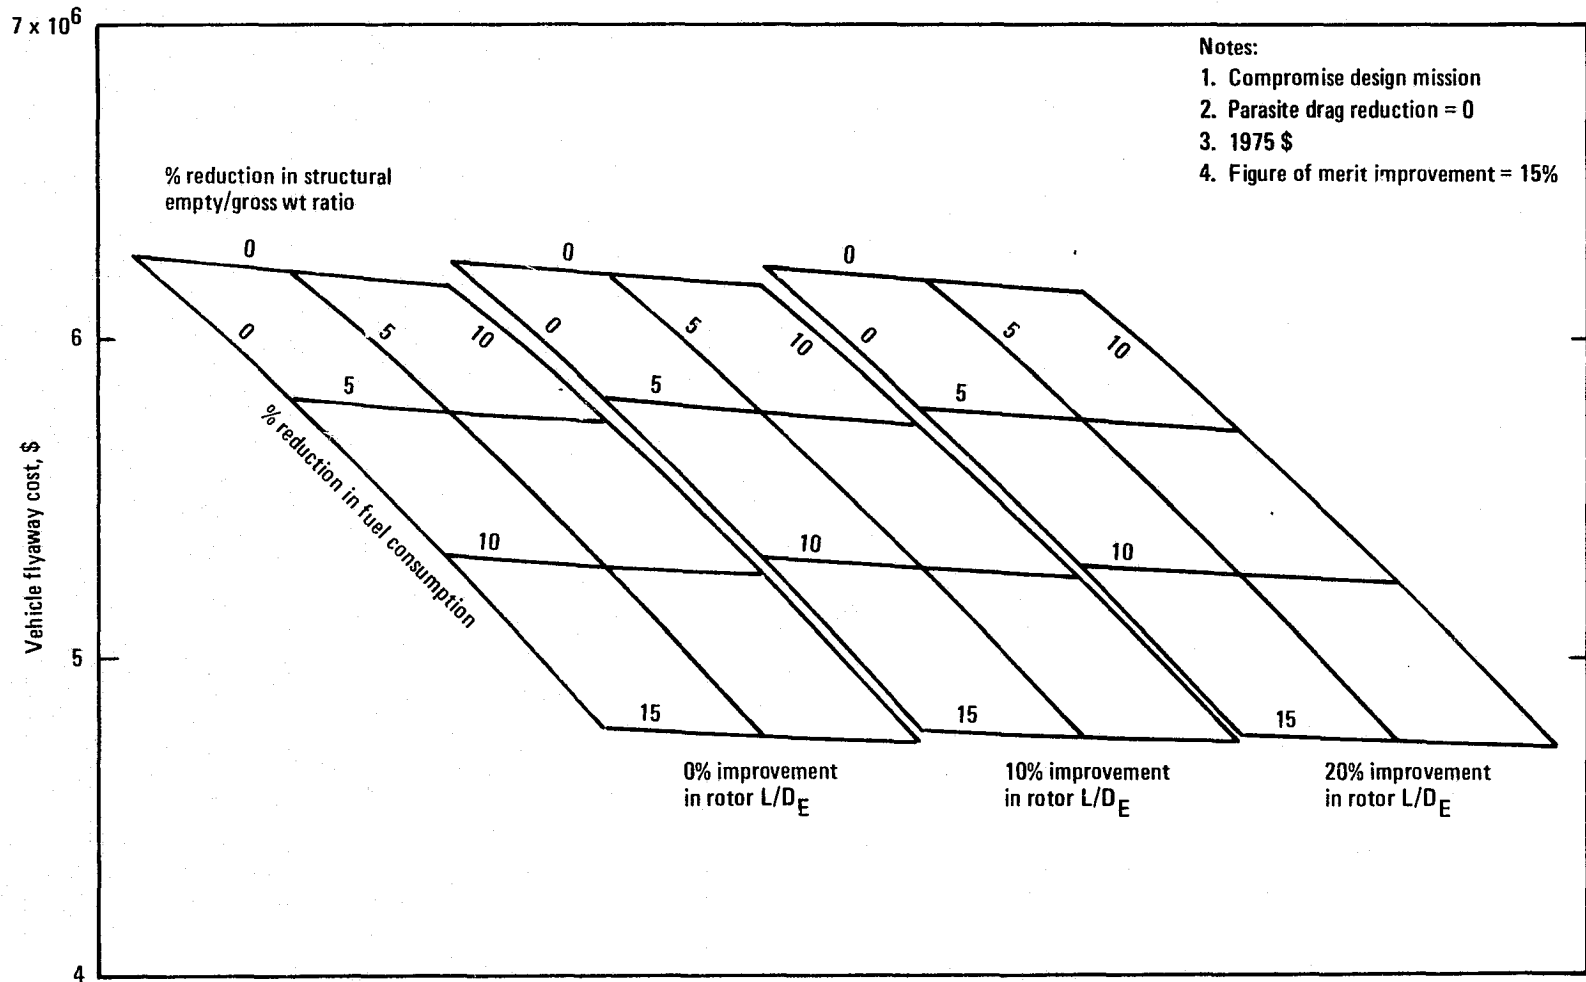 7 x 10⁶
Notes:
1. Compromise design mission
2. Parasite drag reduction = 0
3. 1975 $
4. Figure of merit improvement = 15%
% reduction in structural
empty/gross wt ratio
0
0
0
0
5
10
0
5
10
0
5
10
6
5
5
5
% reduction in fuel consumption
Vehicle flyaway cost, $
10
10
10
5
15
15
15
0% improvement
in rotor L/D_E
10% improvement
in rotor L/D_E
20% improvement
in rotor L/D_E
4